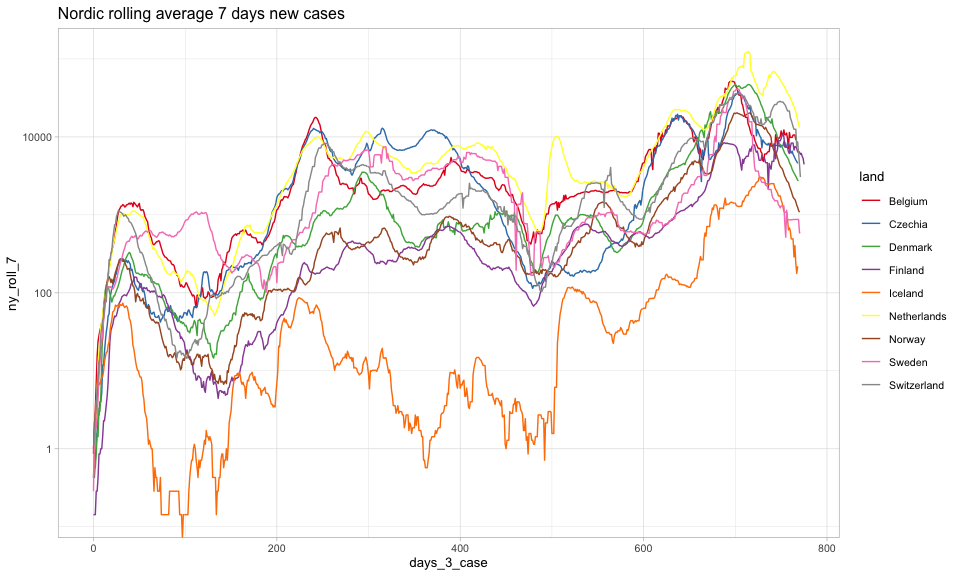 Nordic rolling average 7 days new cases
ny_roll_7
10000
100
1
0
200
400
600
800
days_3_case
land
Belgium
Czechia
Denmark
Finland
Iceland
Netherlands
Norway
Sweden
Switzerland